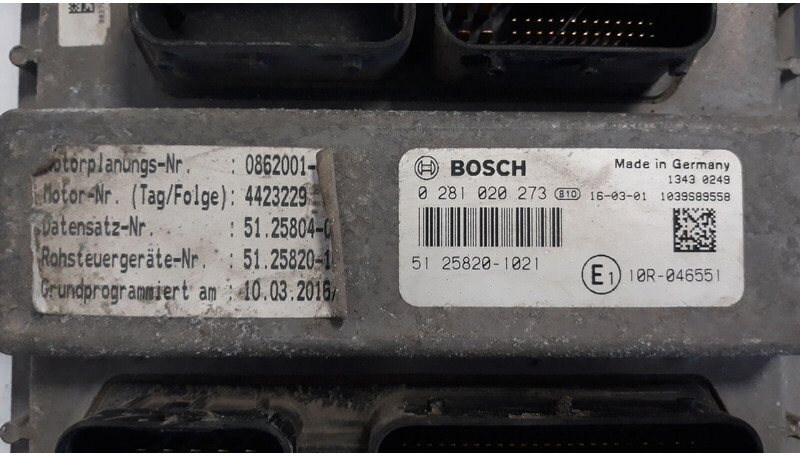 otorplanungs-Nr. : 0862001-
Motor-Nr. (Tag/Folge): 4423229
Datensatz-Nr. : 51.25804-0
Rohsteuergeräte-Nr. : 51.25820-1
Grundprogrammiert am : 10.03.2016/
BOSCH
Made in Germany
1343 0249
0 281 020 273 810 16-03-01 1039S89558
51 25820-1021
E1 10R-046551